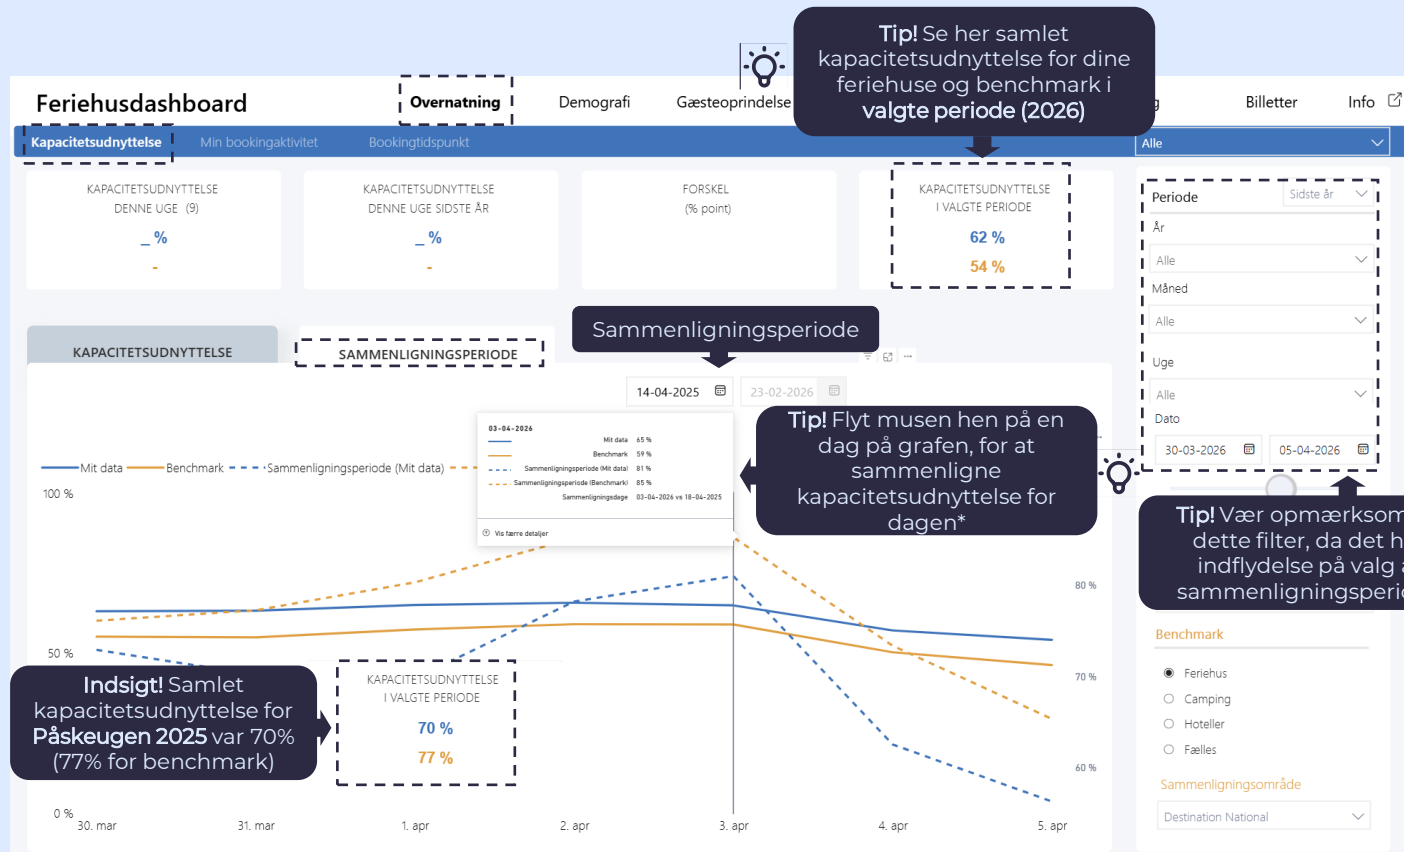 Tip! Se her samlet
kapacitetsudnyttelse for dine
feriehuse og benchmark i
valgte periode (2026)
Feriehusdashboard
Overnatning
Demografi
Gæsteoprindelse
Billetter
Info
Kapacitetsudnyttelse
Min bookingaktivitet
Bookingtidspunkt
Alle
KAPACITETSUDNYTTELSE
DENNE UGE (9)
_ %
-
KAPACITETSUDNYTTELSE
DENNE UGE SIDSTE ÅR
_ %
-
FORSKEL
(% point)
KAPACITETSUDNYTTELSE
I VALGTE PERIODE
62 %
54 %
Periode
Sidste år
År
Alle
Måned
Alle
Uge
Alle
Dato
30-03-2026
05-04-2026
KAPACITETSUDNYTTELSE
SAMMENLIGNINGSPERIODE
Sammenligningsperiode
14-04-2025
23-02-2026
03-04-2026
Mit data 65 %
Benchmark 59 %
Sammenligningsperiode (Mit data) 81 %
Sammenligningsperiode (Benchmark) 85 %
Sammenligningsdage 03-04-2026 vs 18-04-2025
Vis færre detaljer
Tip! Flyt musen hen på en
dag på grafen, for at
sammenligne
kapacitetsudnyttelse for
dagen*
Mit data
Benchmark
Sammenligningsperiode (Mit data)
100 %
50 %
0 %
80 %
70 %
60 %
Tip! Vær opmærksom
dette filter, da det h
indflydelse på valg a
sammenligningsperio
Indsigt! Samlet
kapacitetsudnyttelse for
Påskeugen 2025 var 70%
(77% for benchmark)
KAPACITETSUDNYTTELSE
I VALGTE PERIODE
70 %
77 %
30. mar
31. mar
1. apr
2. apr
3. apr
4. apr
5. apr
Benchmark
Feriehus
Camping
Hoteller
Fælles
Sammenligningsområde
Destination National